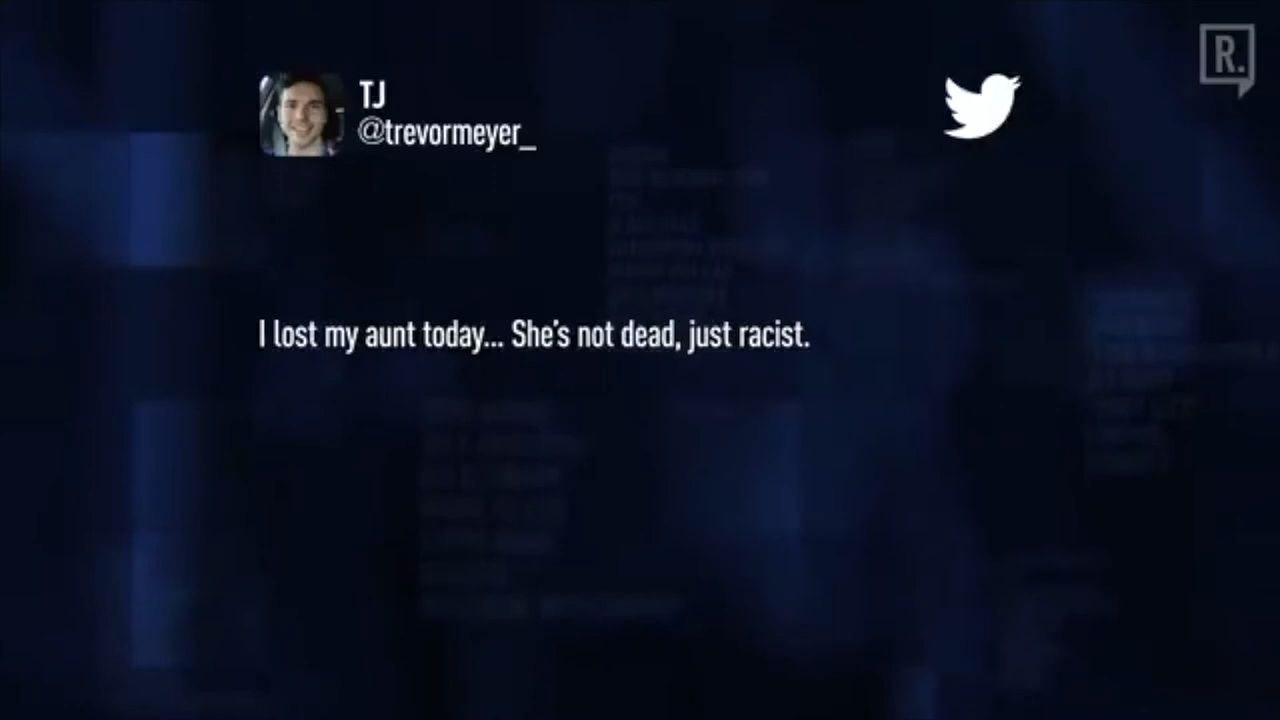 R.
TJ
@trevormeyer_
I lost my aunt today... She's not dead, just racist.